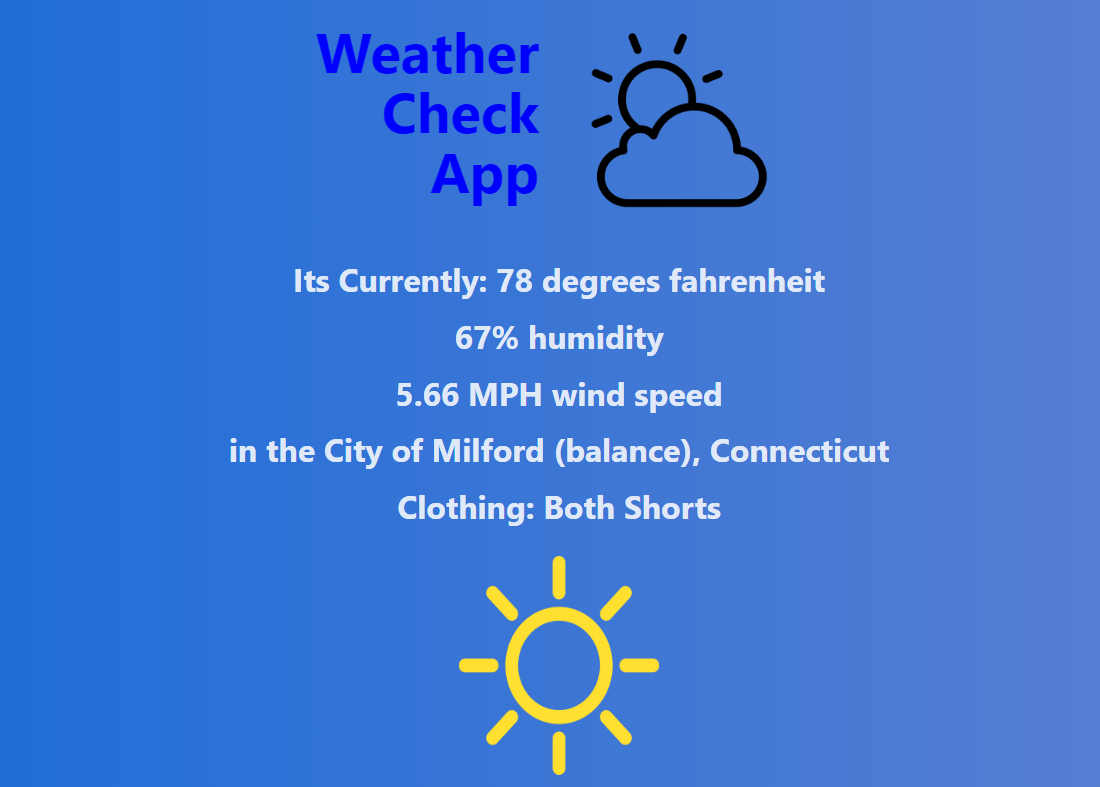 Weather
Check
App
Its Currently: 78 degrees fahrenheit
67% humidity
5.66 MPH wind speed
in the City of Milford (balance), Connecticut
Clothing: Both Shorts